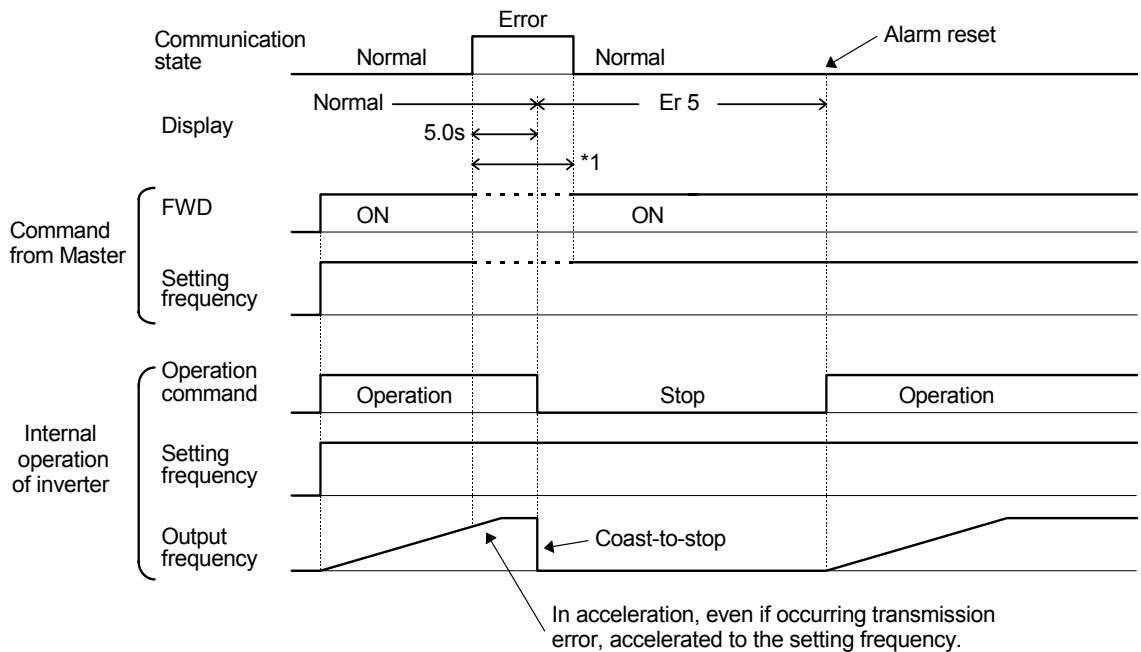 Error
Communication
state
Normal
Normal
Alarm reset
Normal
Er 5
Display
5.0s
*1
Command
from Master
FWD
ON
ON
Setting
frequency
Internal
operation
of inverter
Operation
command
Operation
Stop
Operation
Setting
frequency
Output
frequency
Coast-to-stop
In acceleration, even if occurring transmission
error, accelerated to the setting frequency.